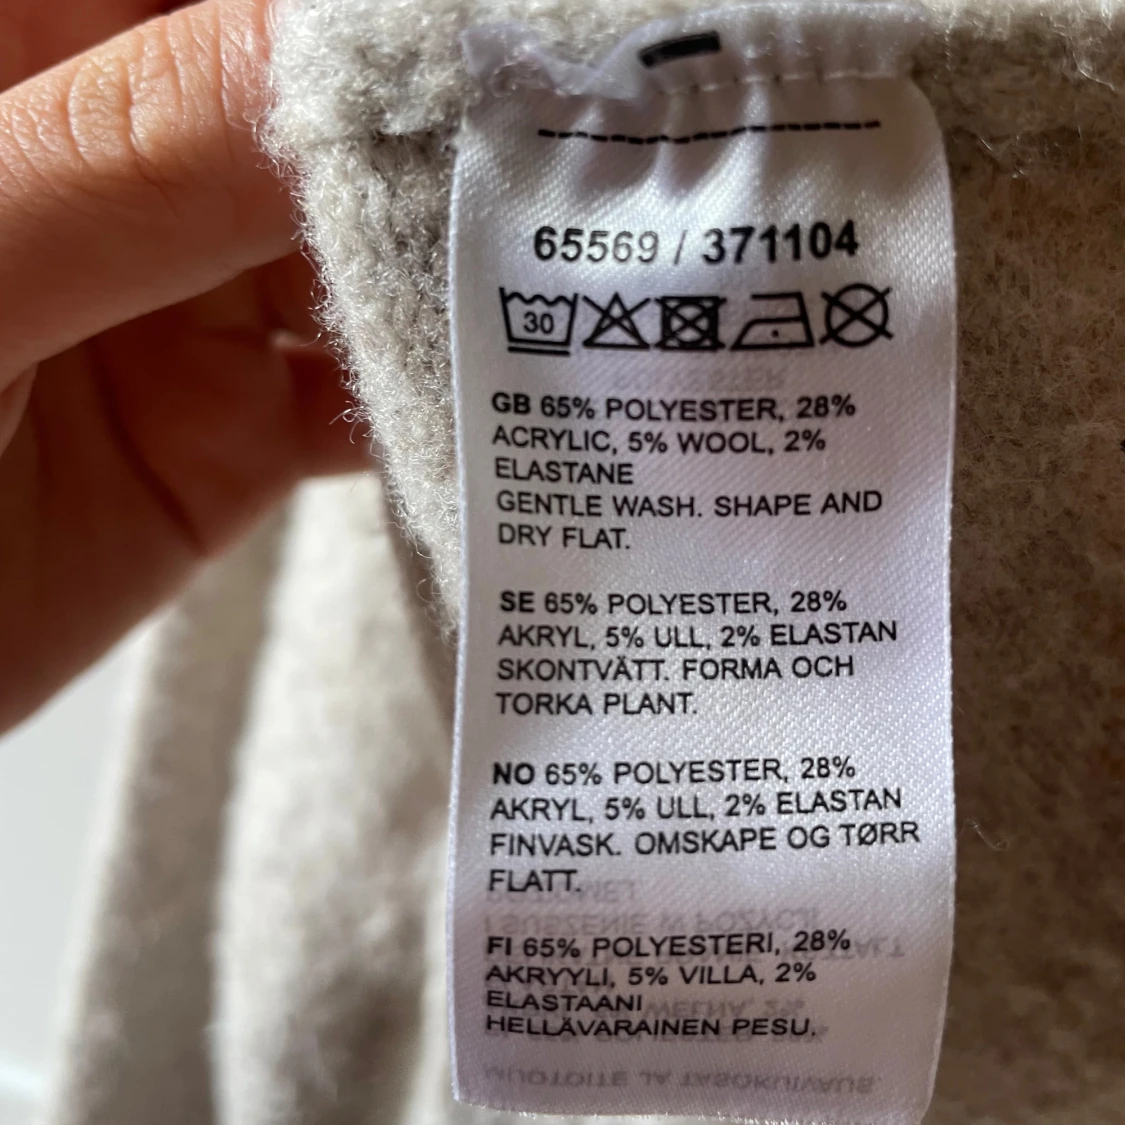 65569 / 371104
30
GB 65% POLYESTER, 28%
ACRYLIC, 5% WOOL, 2%
ELASTANE
GENTLE WASH. SHAPE AND
DRY FLAT.
SE 65% POLYESTER, 28%
AKRYL, 5% ULL, 2% ELASTAN
SKONTVÄTT. FORMA OCH
TORKA PLANT.
NO 65% POLYESTER, 28%
AKRYL, 5% ULL, 2% ELASTAN
FINVASK. OMSKAPE OG TØRR
FLATT.
FI 65% POLYESTERI, 28%
AKRYYLI, 5% VILLA, 2%
ELASTAANI
HELLÄVARAINEN PESU.